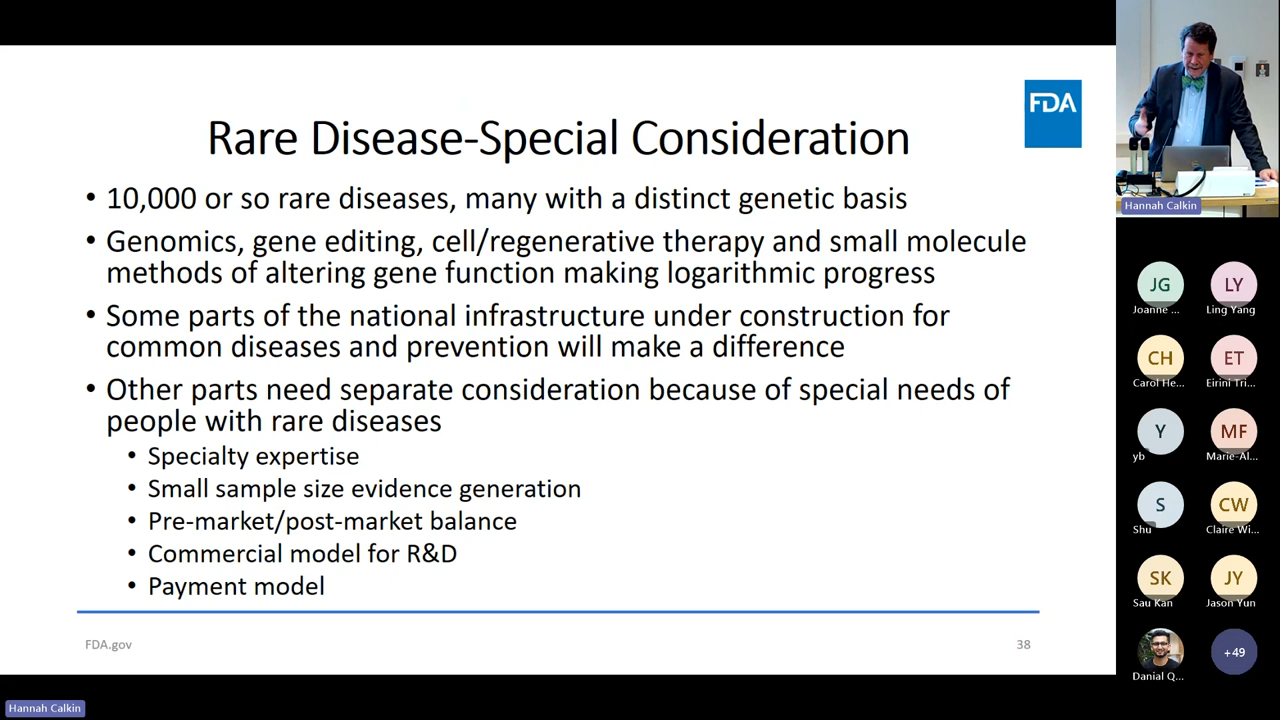 FDA
Rare Disease-Special Consideration
• 10,000 or so rare diseases, many with a distinct genetic basis
• Genomics, gene editing, cell/regenerative therapy and small molecule
methods of altering gene function making logarithmic progress
• Some parts of the national infrastructure under construction for
common diseases and prevention will make a difference
• Other parts need separate consideration because of special needs of
people with rare diseases
• Specialty expertise
• Small sample size evidence generation
• Pre-market/post-market balance
• Commercial model for R&D
• Payment model
FDA.gov
38
Hannah Calkin
Hannah Calkin
JG
Joanne ...
LY
Ling Yang
CH
Carol He...
ET
Eirini Tri...
Y
yb
MF
Marie-Al...
S
Shu
CW
Claire Wi...
SK
Sau Kan
JY
Jason Yun
Danial Q...
+49